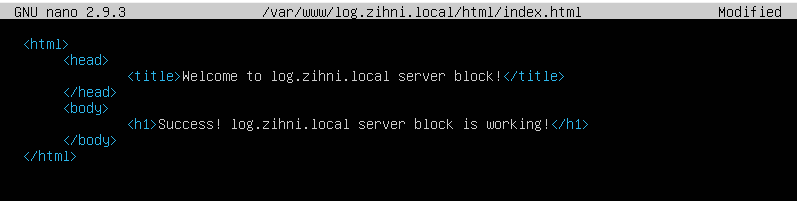 GNU nano 2.9.3 /var/www/log.zihni.local/html/index.html Modified
<html>
<head>
<title>Welcome to log.zihni.local server block!</title>
</head>
<body>
<h1>Success! log.zihni.local server block is working!</h1>
</body>
</html>